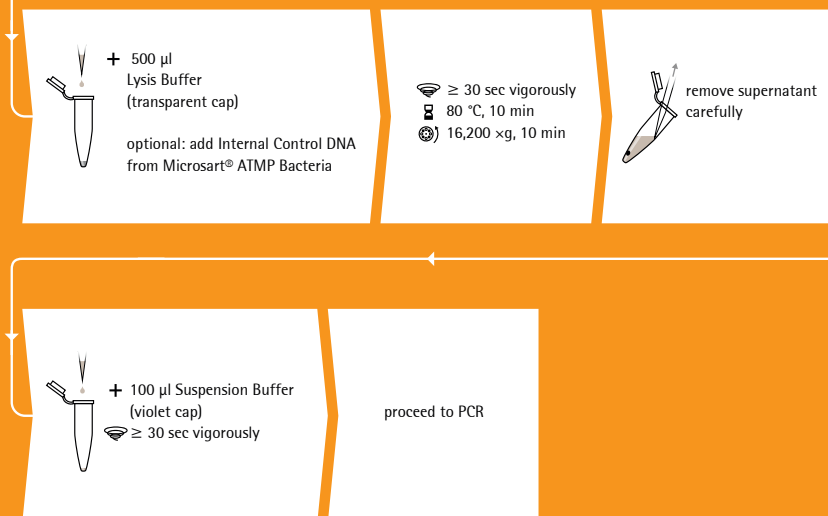 + 500 µl
Lysis Buffer
(transparent cap)
optional: add Internal Control DNA
from Microsart® ATMP Bacteria
≥ 30 sec vigorously
80 °C, 10 min
16,200 ×g, 10 min
remove supernatant
carefully
+ 100 µl Suspension Buffer
(violet cap)
≥ 30 sec vigorously
proceed to PCR